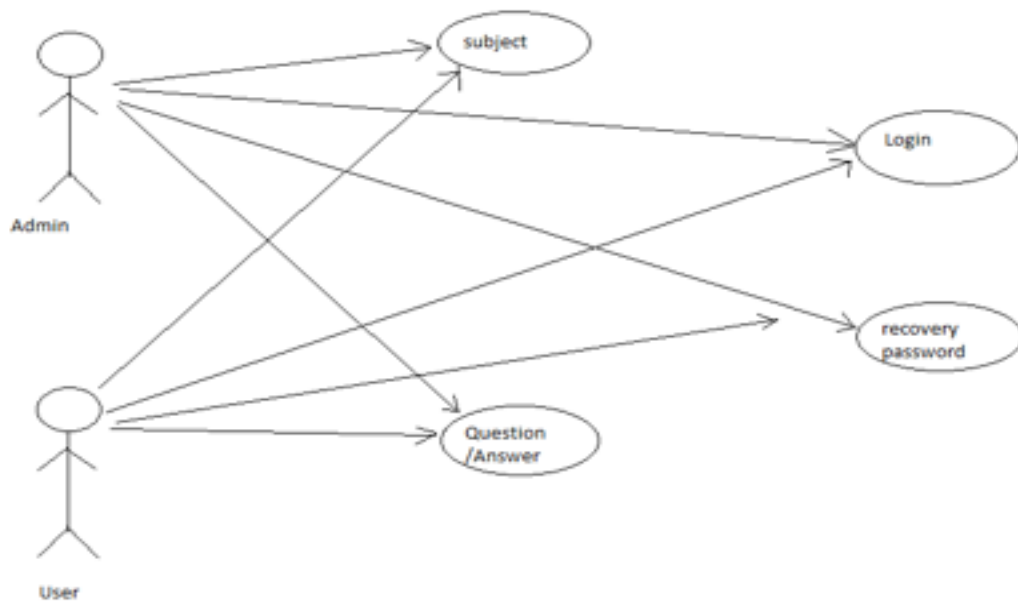 subject
Login
Admin
recovery
password
Question
/Answer
User